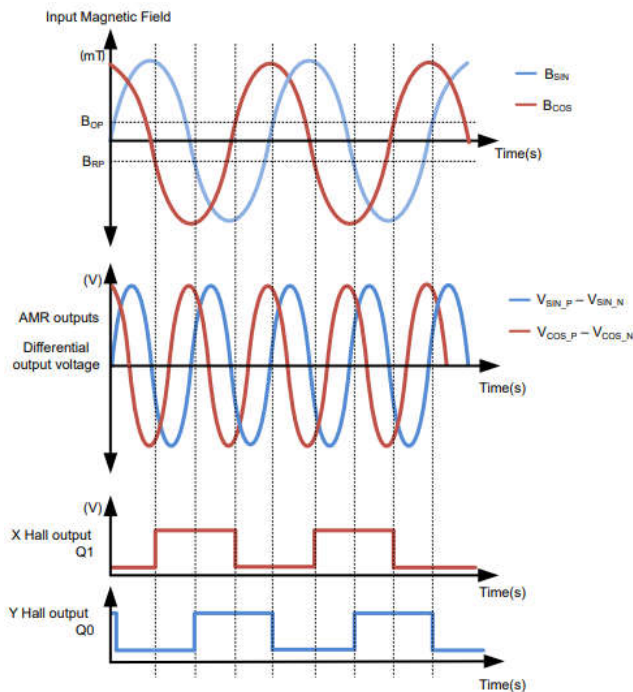 Input Magnetic Field
(mT)
BSIN
BCOS
BOP
BRP
Time(s)
(V)
AMR outputs
Differential
output voltage
VSIN_P – VSIN_N
VCOS_P – VCOS_N
Time(s)
(V)
X Hall output
Q1
Time(s)
Y Hall output
Q0
Time(s)